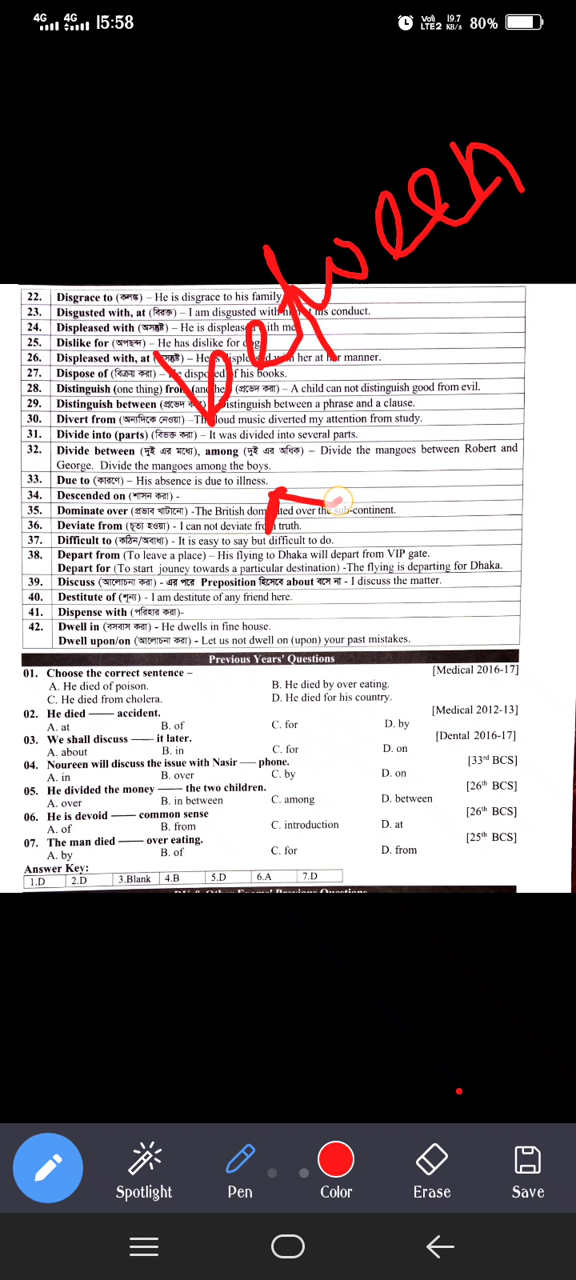 4G 4G 15:58 Vol) LTE2 19.7 KB/s 80%
between
22. Disgrace to (কলঙ্ক) – He is disgrace to his family
23. Disgusted with, at (বিরক্ত) – I am disgusted with his conduct.
24. Displeased with (অসন্তুষ্ট) – He is displeased with me
25. Dislike for (অপছন্দ) – He has dislike for dogs
26. Displeased with, at – He is displeased with her at her manner.
27. Dispose of (বিক্রয় করা) – He disposed of his books.
28. Distinguish (one thing) from (another) (প্রভেদ করা) – A child can not distinguish good from evil.
29. Distinguish between (প্রভেদ করা) – Distinguish between a phrase and a clause.
30. Divert from (অন্যদিকে নেওয়া) – The loud music diverted my attention from study.
31. Divide into (parts) (বিভক্ত করা) – It was divided into several parts.
32. Divide between (দুই এর মধ্যে), among (দুই এর অধিক) – Divide the mangoes between Robert and
George. Divide the mangoes among the boys.
33. Due to (কারণে) – His absence is due to illness.
34. Descended on (শাসন করা) -
35. Dominate over (প্রভাব খাটানো) -The British dominated over the sub-continent.
36. Deviate from (চ্যুত হওয়া) - I can not deviate from truth.
37. Difficult to (কঠিন/অবাধ্য) – It is easy to say but difficult to do.
38. Depart from (To leave a place) – His flying to Dhaka will depart from VIP gate.
Depart for (To start jouney towards a particular destination) -The flying is departing for Dhaka.
39. Discuss (আলোচনা করা) - এর পরে Preposition হিসেবে about বসে না - I discuss the matter.
40. Destitute of (শূন্য) - I am destitute of any friend here.
41. Dispense with (পরিহার করা)-
42. Dwell in (বসবাস করা) - He dwells in fine house.
Dwell upon/on (আলোচনা করা) - Let us not dwell on (upon) your past mistakes.
Previous Years' Questions
01. Choose the correct sentence – [Medical 2016-17]
A. He died of poison. B. He died by over eating.
C. He died from cholera. D. He died for his country.
02. He died —— accident. [Medical 2012-13]
A. at B. of C. for D. by
03. We shall discuss —— it later. [Dental 2016-17]
A. about B. in C. for D. on
04. Noureen will discuss the issue with Nasir —— phone. [33rd BCS]
A. in B. over C. by D. on
05. He divided the money —— the two children. [26th BCS]
A. over B. in between C. among D. between
06. He is devoid —— common sense [26th BCS]
A. of B. from C. introduction D. at
07. The man died —— over eating. [25th BCS]
A. by B. of C. for D. from
Answer Key:
1.D 2.D 3.Blank 4.B 5.D 6.A 7.D
Spotlight Pen Color Erase Save